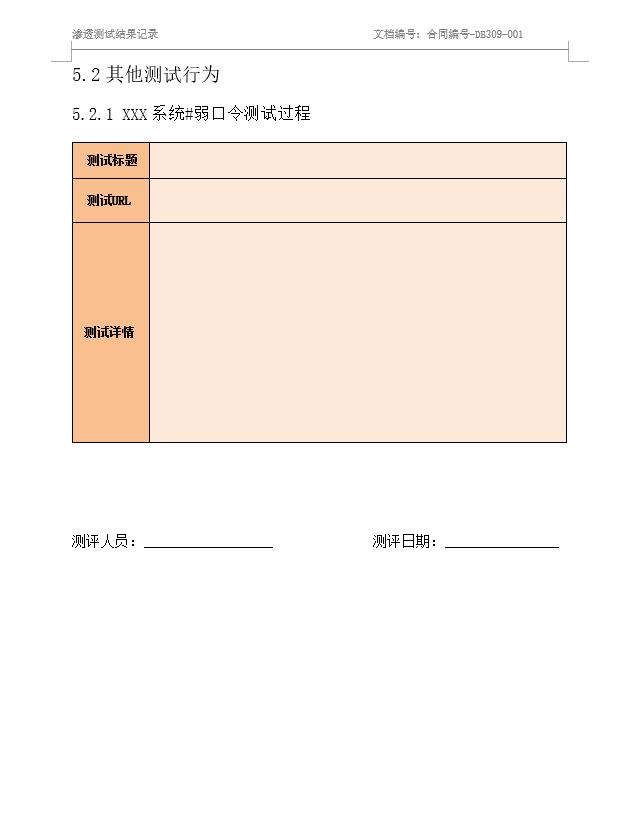 渗透测试结果记录 文档编号：合同编号-DB309-001
5.2 其他测试行为
5.2.1 XXX 系统#弱口令测试过程
测试标题
测试URL
测试详情
测评人员： 测评日期：